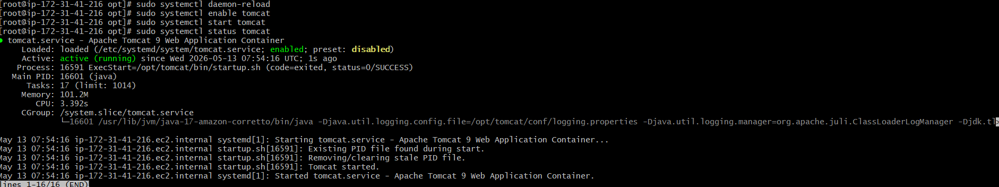 [root@ip-172-31-41-216 opt]# sudo systemctl daemon-reload
[root@ip-172-31-41-216 opt]# sudo systemctl enable tomcat
[root@ip-172-31-41-216 opt]# sudo systemctl start tomcat
[root@ip-172-31-41-216 opt]# sudo systemctl status tomcat
● tomcat.service - Apache Tomcat 9 Web Application Container
     Loaded: loaded (/etc/systemd/system/tomcat.service; enabled; preset: disabled)
     Active: active (running) since Wed 2026-05-13 07:54:16 UTC; 1s ago
    Process: 16591 ExecStart=/opt/tomcat/bin/startup.sh (code=exited, status=0/SUCCESS)
   Main PID: 16601 (java)
      Tasks: 17 (limit: 1014)
     Memory: 101.2M
        CPU: 3.392s
     CGroup: /system.slice/tomcat.service
             └─16601 /usr/lib/jvm/java-17-amazon-corretto/bin/java -Djava.util.logging.config.file=/opt/tomcat/conf/logging.properties -Djava.util.logging.manager=org.apache.juli.ClassLoaderLogManager -Djdk.tl>
May 13 07:54:16 ip-172-31-41-216.ec2.internal systemd[1]: Starting tomcat.service - Apache Tomcat 9 Web Application Container...
May 13 07:54:16 ip-172-31-41-216.ec2.internal startup.sh[16591]: Existing PID file found during start.
May 13 07:54:16 ip-172-31-41-216.ec2.internal startup.sh[16591]: Removing/clearing stale PID file.
May 13 07:54:16 ip-172-31-41-216.ec2.internal startup.sh[16591]: Tomcat started.
May 13 07:54:16 ip-172-31-41-216.ec2.internal systemd[1]: Started tomcat.service - Apache Tomcat 9 Web Application Container.
lines 1-16/16 (END)